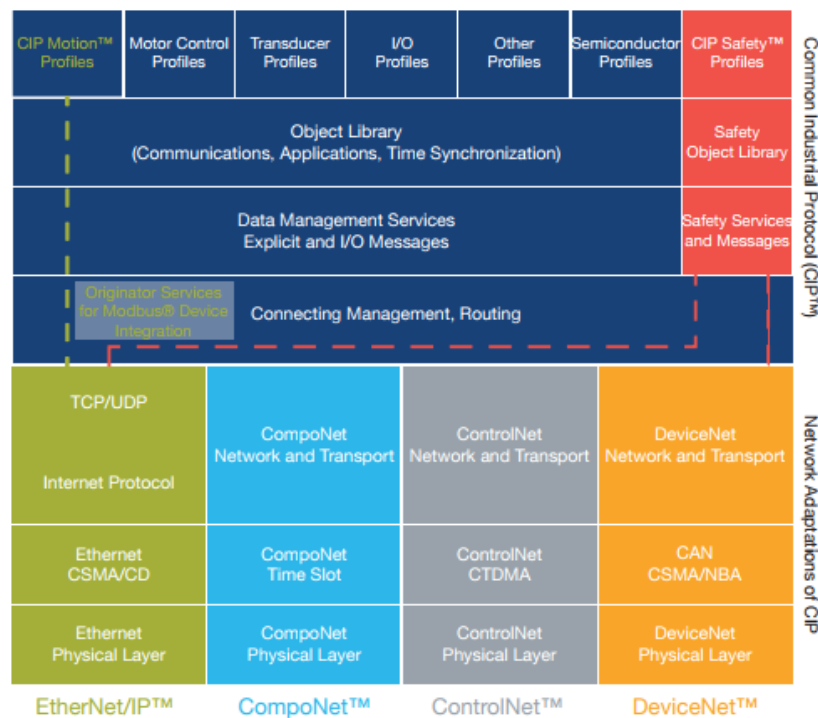 CIP Motion™
Profiles
Motor Control
Profiles
Transducer
Profiles
I/O
Profiles
Other
Profiles
Semiconductor
Profiles
CIP Safety™
Profiles
Object Library
(Communications, Applications, Time Synchronization)
Safety
Object Library
Data Management Services
Explicit and I/O Messages
Safety Services
and Messages
Originator Services
for Modbus® Device
Integration
Connecting Management, Routing
Common Industrial Protocol (CIP™)
TCP/UDP
Internet Protocol
CompoNet
Network and Transport
ControlNet
Network and Transport
DeviceNet
Network and Transport
Ethernet
CSMA/CD
CompoNet
Time Slot
ControlNet
CTDMA
CAN
CSMA/NBA
Ethernet
Physical Layer
CompoNet
Physical Layer
ControlNet
Physical Layer
DeviceNet
Physical Layer
Network Adaptations of CIP
EtherNet/IP™
CompoNet™
ControlNet™
DeviceNet™